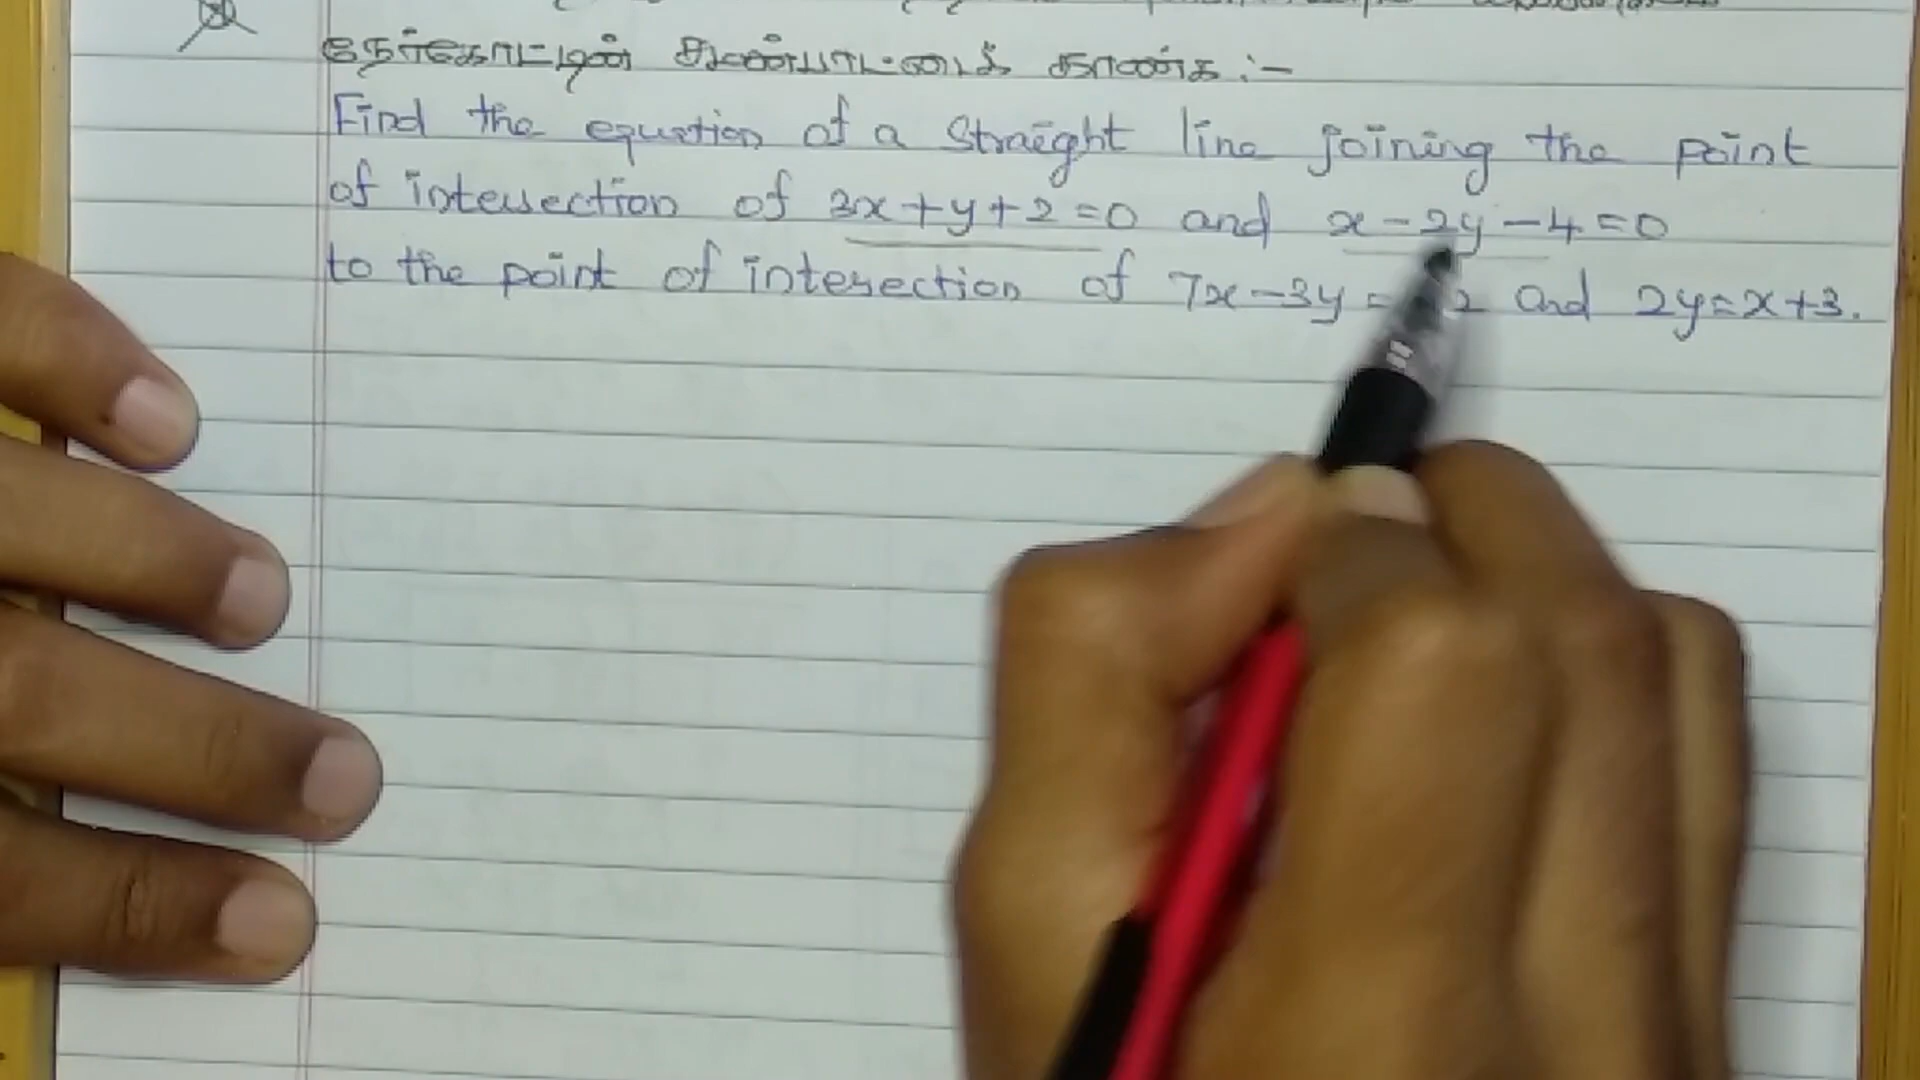 நேர்கோட்டின் சமன்பாட்டைக் காண்க :-
Find the equation of a Straight line joining the point
of intersection of 3x+y+2=0 and x-2y-4=0
to the point of intersection of 7x-3y= 2 and 2y=x+3.